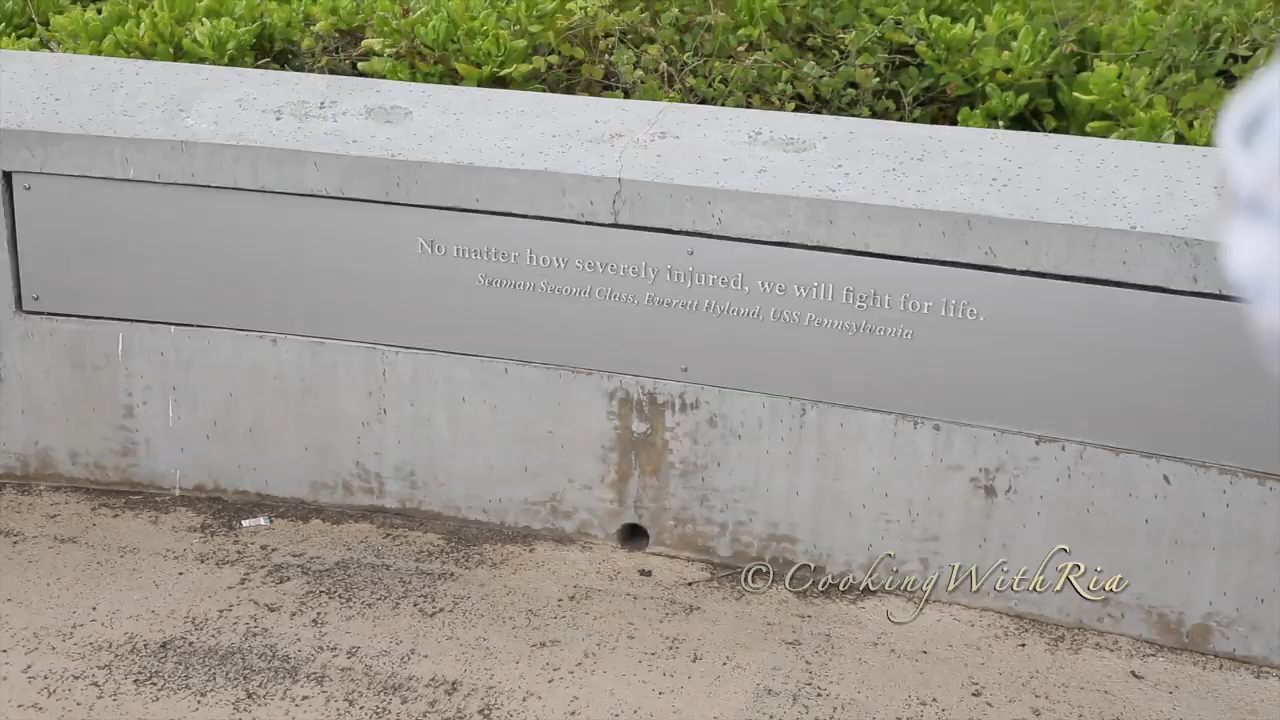 No matter how severely injured, we will fight for life.
Seaman Second Class, Everett Hyland, USS Pennsylvania
© CookingWithRia